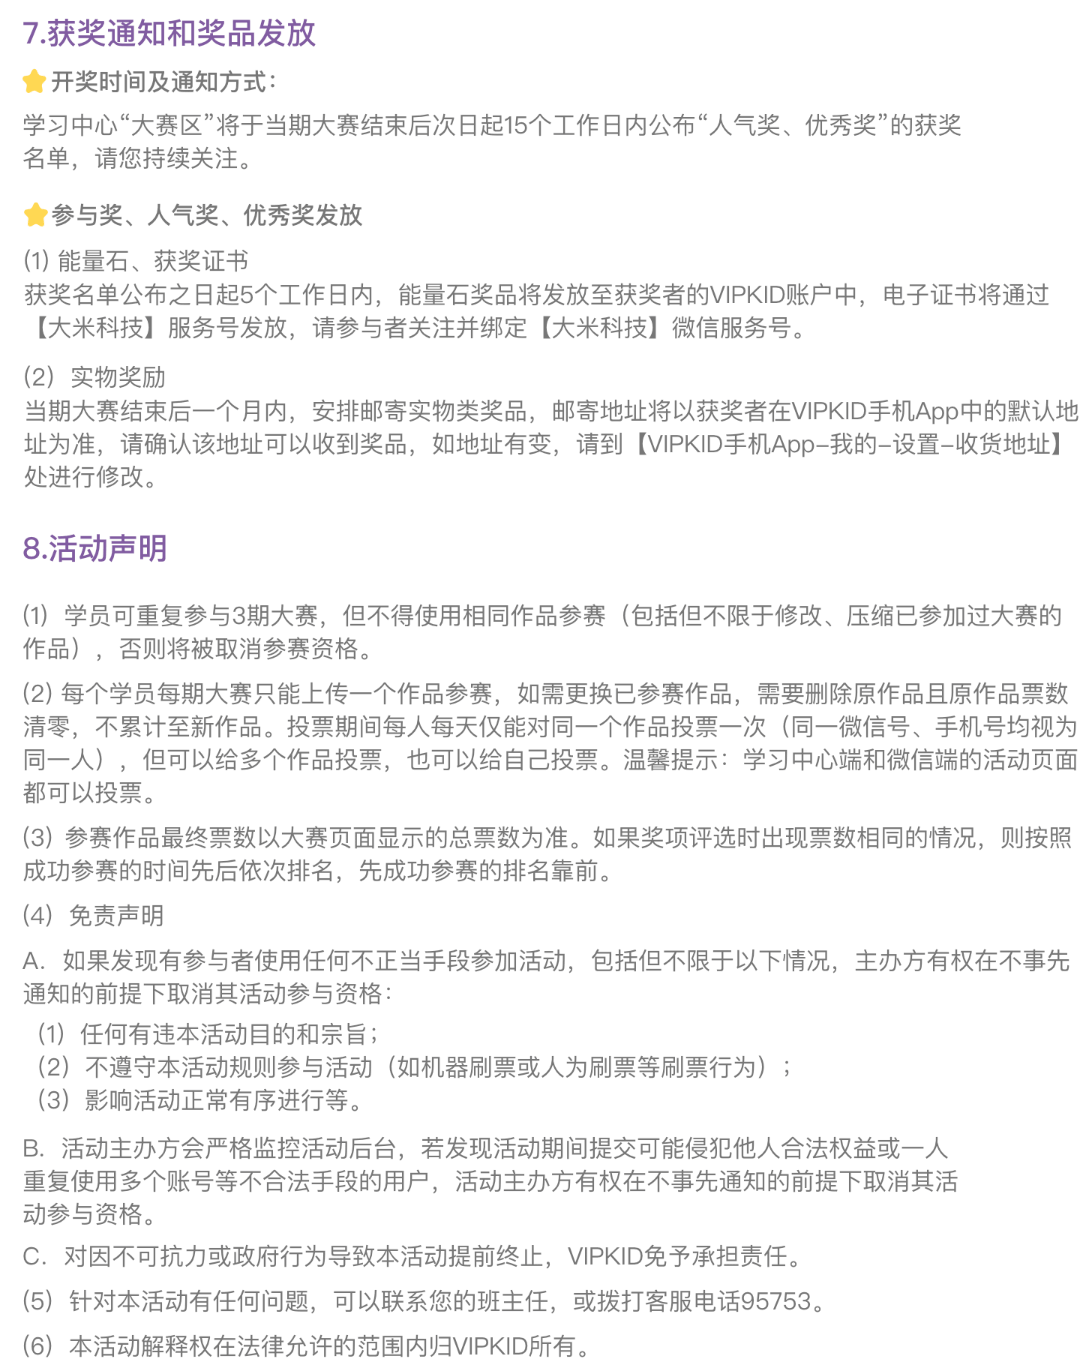 7.获奖通知和奖品发放
开奖时间及通知方式：
学习中心“大赛区”将于当期大赛结束后次日起15个工作日内公布“人气奖、优秀奖”的获奖
名单，请您持续关注。
参与奖、人气奖、优秀奖发放
(1) 能量石、获奖证书
获奖名单公布之日起5个工作日内，能量石奖品将发放至获奖者的VIPKID账户中，电子证书将通过
【大米科技】服务号发放，请参与者关注并绑定【大米科技】微信服务号。
(2) 实物奖励
当期大赛结束后一个月内，安排邮寄实物类奖品，邮寄地址将以获奖者在VIPKID手机App中的默认地
址为准，请确认该地址可以收到奖品，如地址有变，请到【VIPKID手机App–我的–设置–收货地址】
处进行修改。
8.活动声明
(1) 学员可重复参与3期大赛，但不得使用相同作品参赛（包括但不限于修改、压缩已参加过大赛的
作品），否则将被取消参赛资格。
(2) 每个学员每期大赛只能上传一个作品参赛，如需更换已参赛作品，需要删除原作品且原作品票数
清零，不累计至新作品。投票期间每人每天仅能对同一个作品投票一次（同一微信号、手机号均视为
同一人），但可以给多个作品投票，也可以给自己投票。温馨提示：学习中心端和微信端的活动页面
都可以投票。
(3) 参赛作品最终票数以大赛页面显示的总票数为准。如果奖项评选时出现票数相同的情况，则按照
成功参赛的时间先后依次排名，先成功参赛的排名靠前。
(4) 免责声明
A. 如果发现有参与者使用任何不正当手段参加活动，包括但不限于以下情况，主办方有权在不事先
通知的前提下取消其活动参与资格：
（1）任何有违本活动目的和宗旨；
（2）不遵守本活动规则参与活动（如机器刷票或人为刷票等刷票行为）；
（3）影响活动正常有序进行等。
B. 活动主办方会严格监控活动后台，若发现活动期间提交可能侵犯他人合法权益或一人
重复使用多个账号等不合法手段的用户，活动主办方有权在不事先通知的前提下取消其活
动参与资格。
C. 对因不可抗力或政府行为导致本活动提前终止，VIPKID免予承担责任。
(5) 针对本活动有任何问题，可以联系您的班主任，或拨打客服电话95753。
(6) 本活动解释权在法律允许的范围内归VIPKID所有。